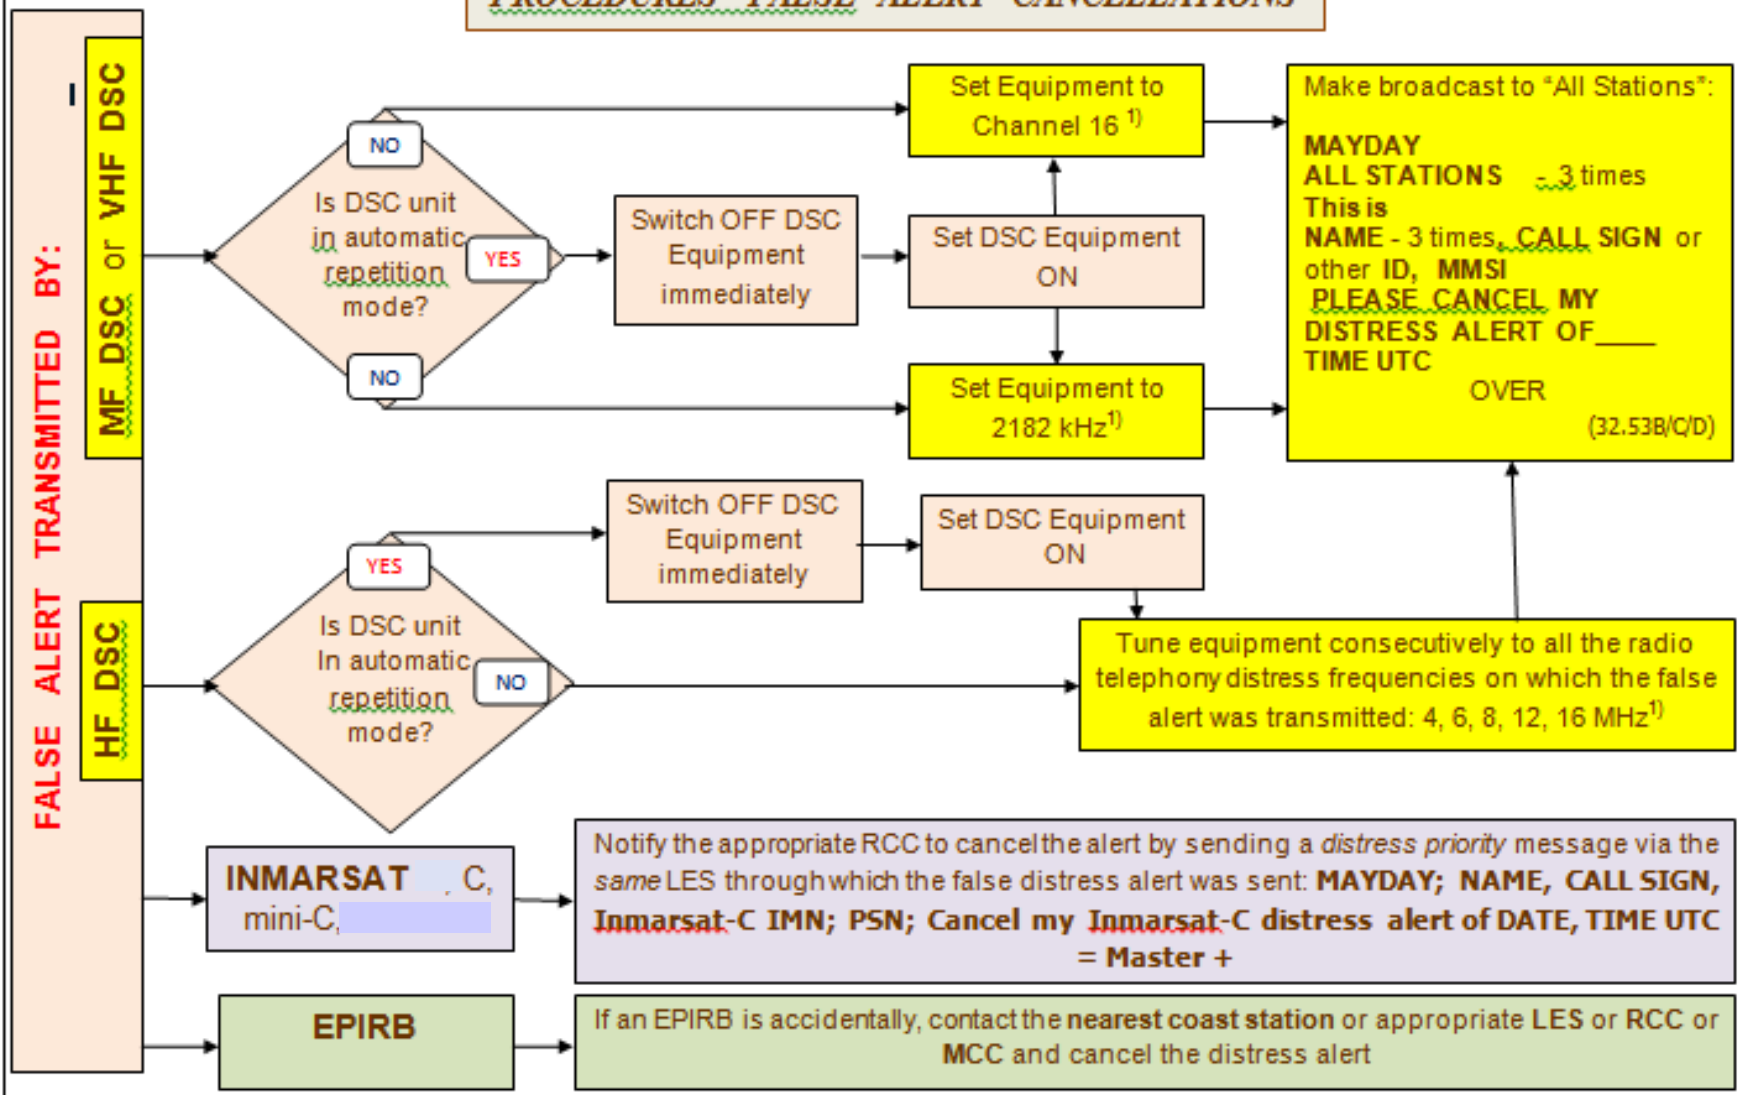 PROCEDURES FALSE ALERT CANCELLATIONS
FALSE ALERT TRANSMITTED BY:
MF DSC or VHF DSC
NO
Is DSC unit
in automatic
repetition
mode?
YES
NO
Switch OFF DSC
Equipment
immediately
Set Equipment to
Channel 16 1)
Set DSC Equipment
ON
Set Equipment to
2182 kHz1)
Make broadcast to “All Stations”:
MAYDAY
ALL STATIONS - 3 times
This is
NAME - 3 times, CALL SIGN or
other ID, MMSI
PLEASE CANCEL MY
DISTRESS ALERT OF____
TIME UTC
OVER
(32.53B/C/D)
HF DSC
YES
Is DSC unit
In automatic
repetition
mode?
NO
Switch OFF DSC
Equipment
immediately
Set DSC Equipment
ON
Tune equipment consecutively to all the radio
telephony distress frequencies on which the false
alert was transmitted: 4, 6, 8, 12, 16 MHz1)
INMARSAT , C,
mini-C,
Notify the appropriate RCC to cancel the alert by sending a distress priority message via the
same LES through which the false distress alert was sent: MAYDAY; NAME, CALL SIGN,
Inmarsat-C IMN; PSN; Cancel my Inmarsat-C distress alert of DATE, TIME UTC
= Master +
EPIRB
If an EPIRB is accidentally, contact the nearest coast station or appropriate LES or RCC or
MCC and cancel the distress alert